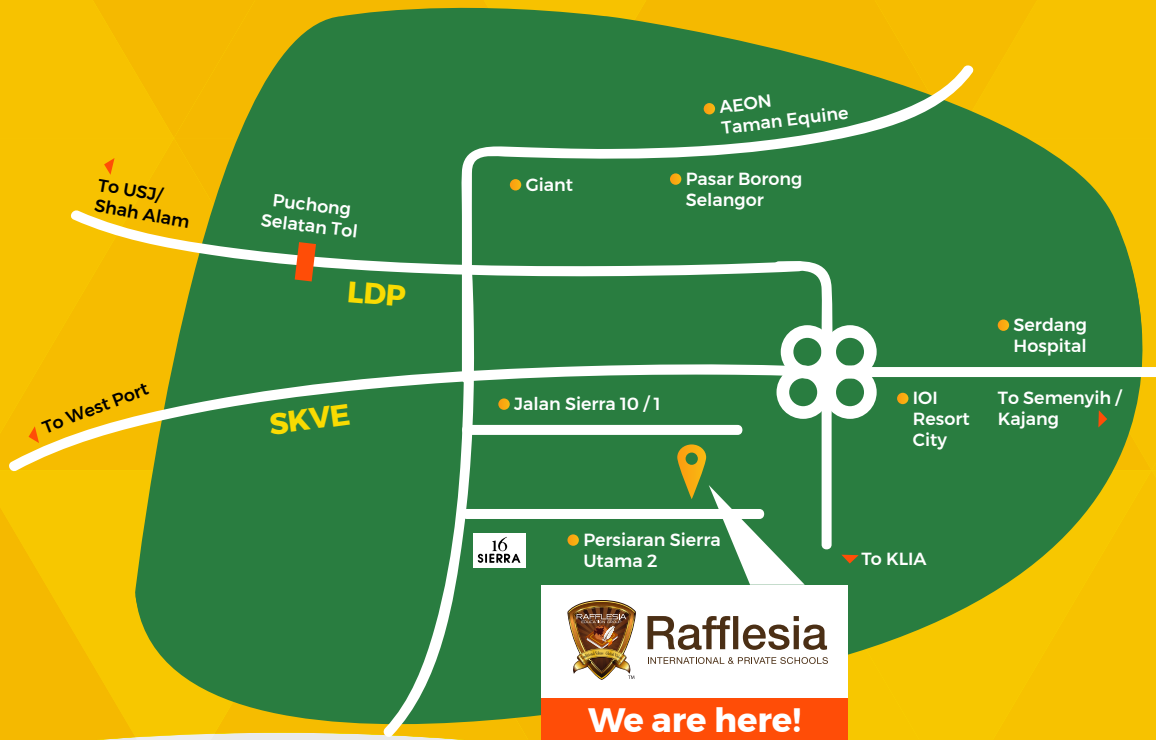 AEON
Taman Equine
Giant
Pasar Borong
Selangor
To USJ/
Shah Alam
Puchong
Selatan Tol
LDP
Serdang
Hospital
To West Port
SKVE
Jalan Sierra 10 / 1
IOI
Resort
City
To Semenyih /
Kajang
16
SIERRA
Persiaran Sierra
Utama 2
To KLIA
RAFFLESIA
Rafflesia
INTERNATIONAL & PRIVATE SCHOOLS
TM
We are here!